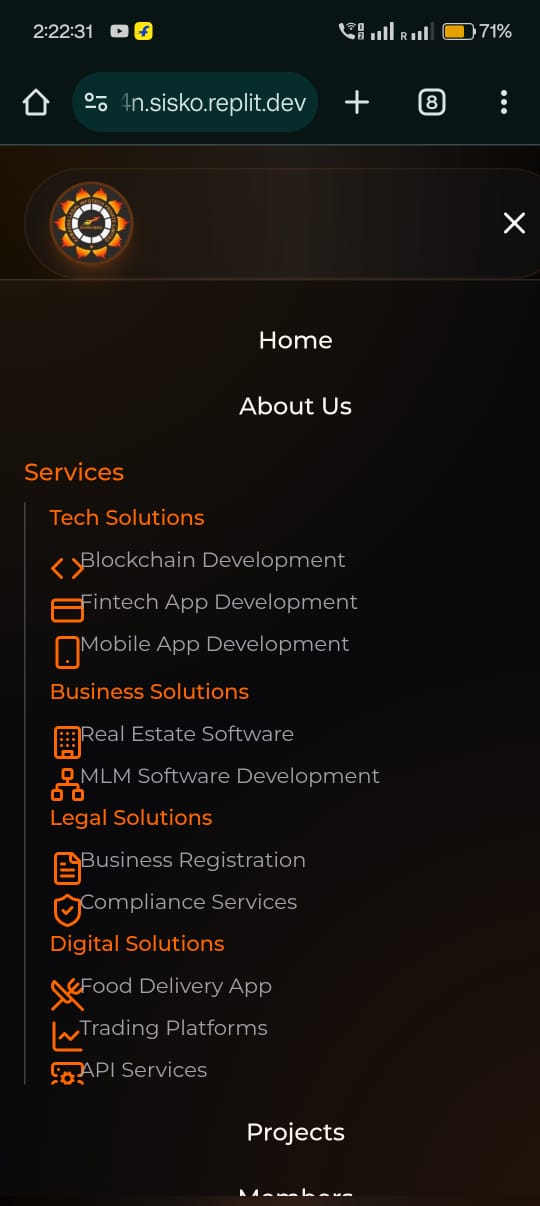 2:22:31
R
71%
4n.sisko.replit.dev
8
Home
About Us
Services
Tech Solutions
Blockchain Development
Fintech App Development
Mobile App Development
Business Solutions
Real Estate Software
MLM Software Development
Legal Solutions
Business Registration
Compliance Services
Digital Solutions
Food Delivery App
Trading Platforms
API Services
Projects
Members